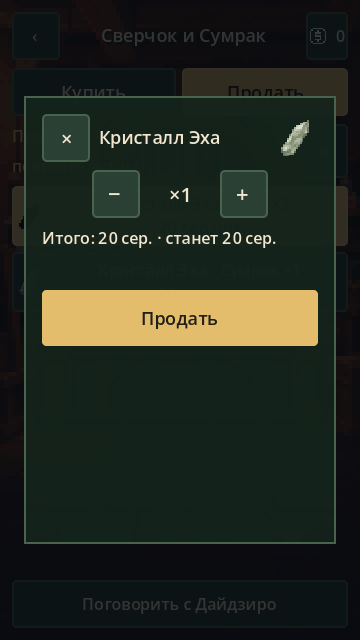 ‹ Сверчок и Сумрак 0
Купить Продать
× Кристалл Эха
− ×1 +
Итого: 20 сер. · станет 20 сер.
Продать
Поговорить с Дайдзиро